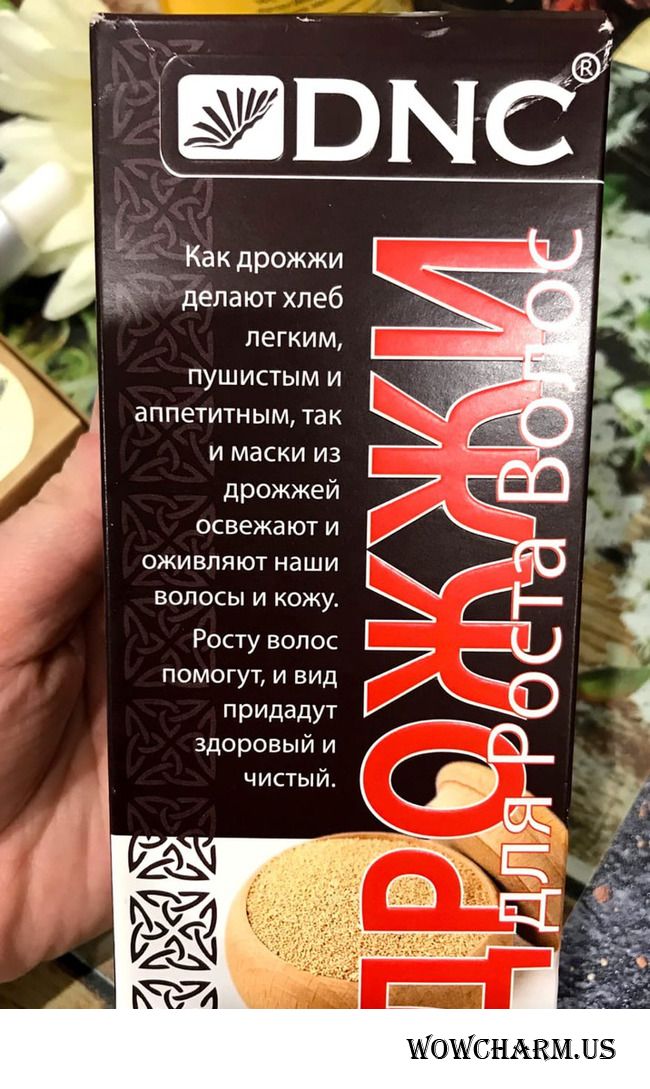 DNC®
Как дрожжи
делают хлеб
легким,
пушистым и
аппетитным, так
и маски из
дрожжей
освежают и
оживляют наши
волосы и кожу.
Росту волос
помогут, и вид
придадут
здоровый и
чистый.
ДРОЖЖИ
Для Роста Волос
WOWCHARM.US